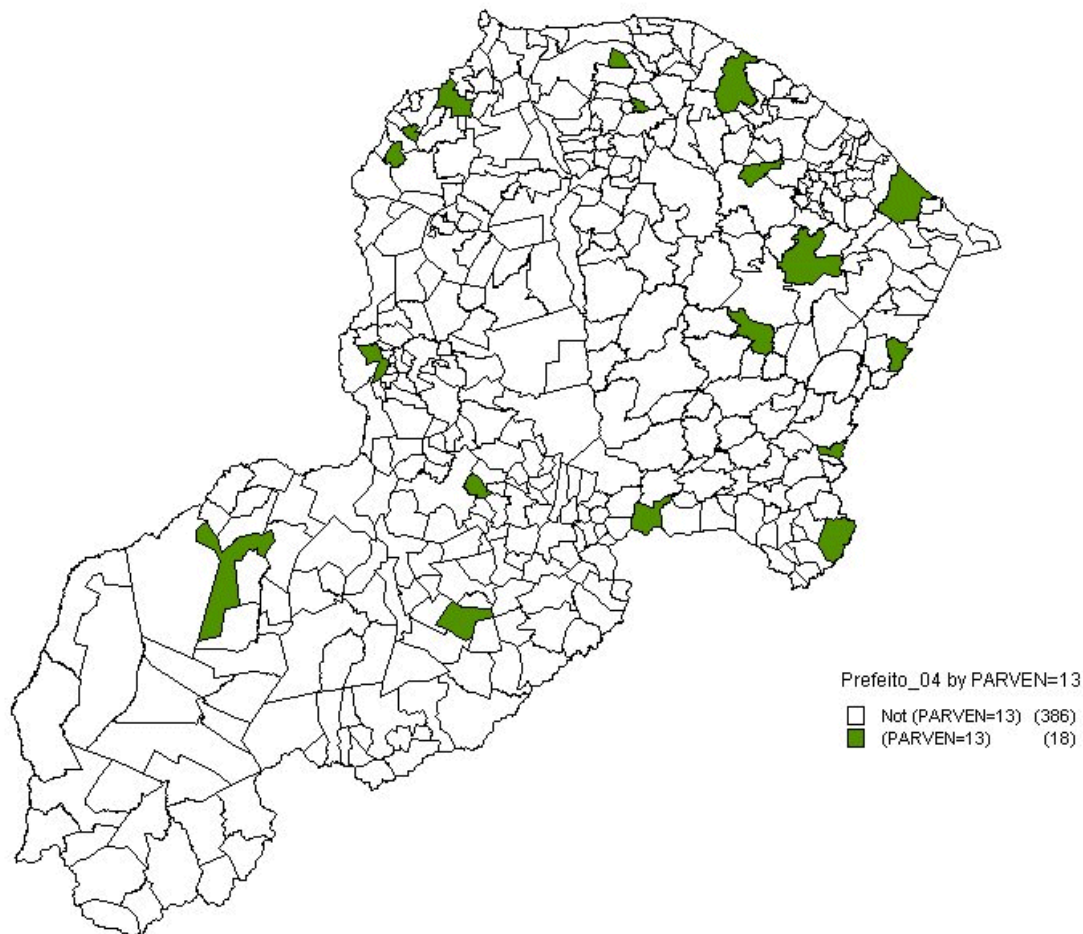 Prefeito_04 by PARVEN=13
Not (PARVEN=13) (386)
(PARVEN=13) (18)